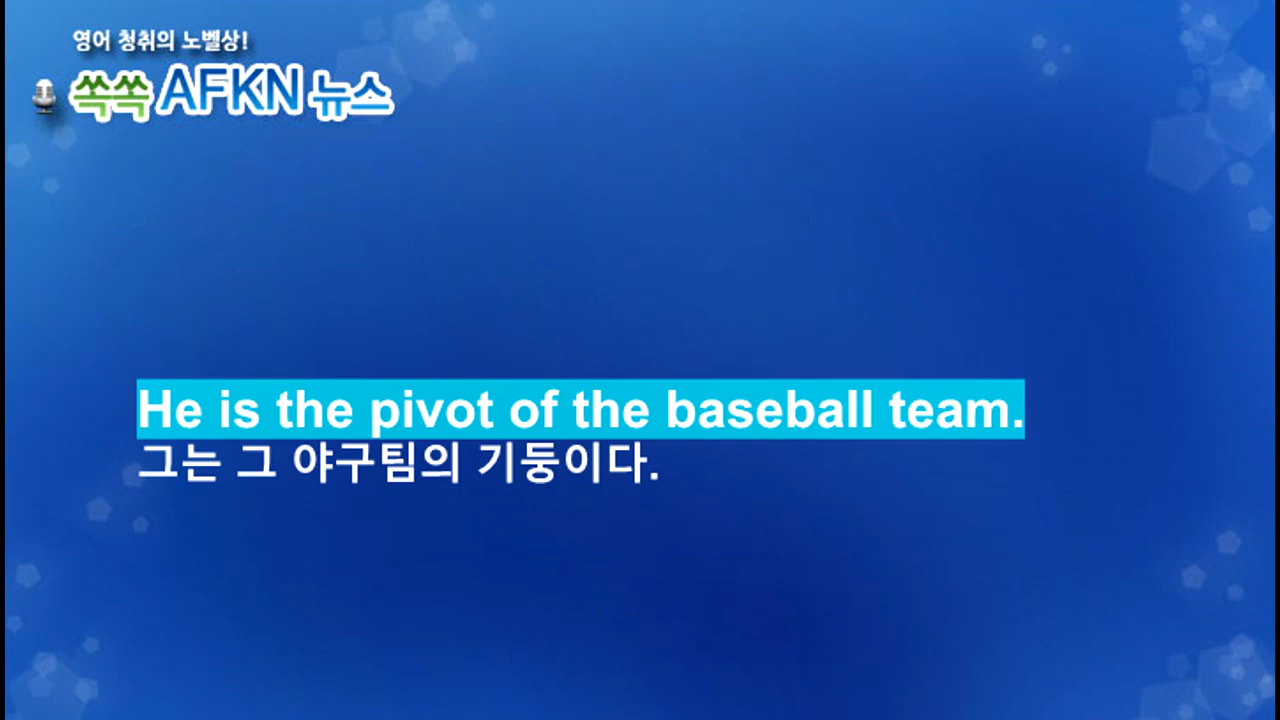 영어 청취의 노벨상!
쏙쏙 AFKN 뉴스
He is the pivot of the baseball team.
그는 그 야구팀의 기둥이다.